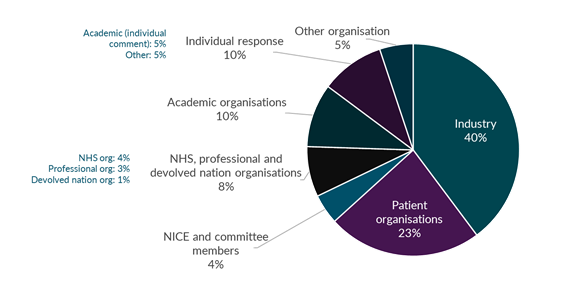 Academic (individual
comment): 5%
Other: 5%
Individual response
10%
Other organisation
5%
Academic organisations
10%
Industry
40%
NHS org: 4%
Professional org: 3%
Devolved nation org: 1%
NHS, professional and
devolved nation organisations
8%
Patient
organisations
23%
NICE and committee
members
4%